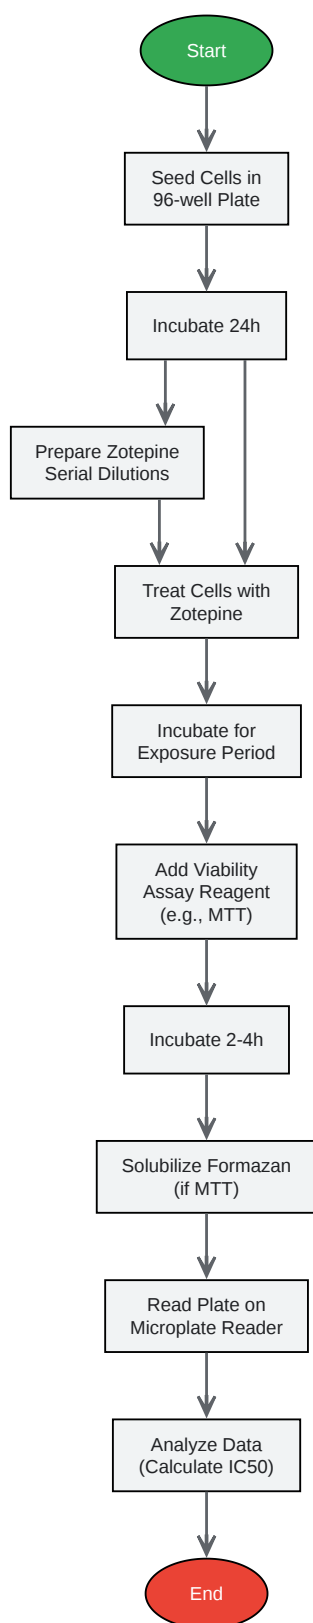 Start
Seed Cells in
96-well Plate
Incubate 24h
Prepare Zotepine
Serial Dilutions
Treat Cells with
Zotepine
Incubate for
Exposure Period
Add Viability
Assay Reagent
(e.g., MTT)
Incubate 2-4h
Solubilize Formazan
(if MTT)
Read Plate on
Microplate Reader
Analyze Data
(Calculate IC50)
End